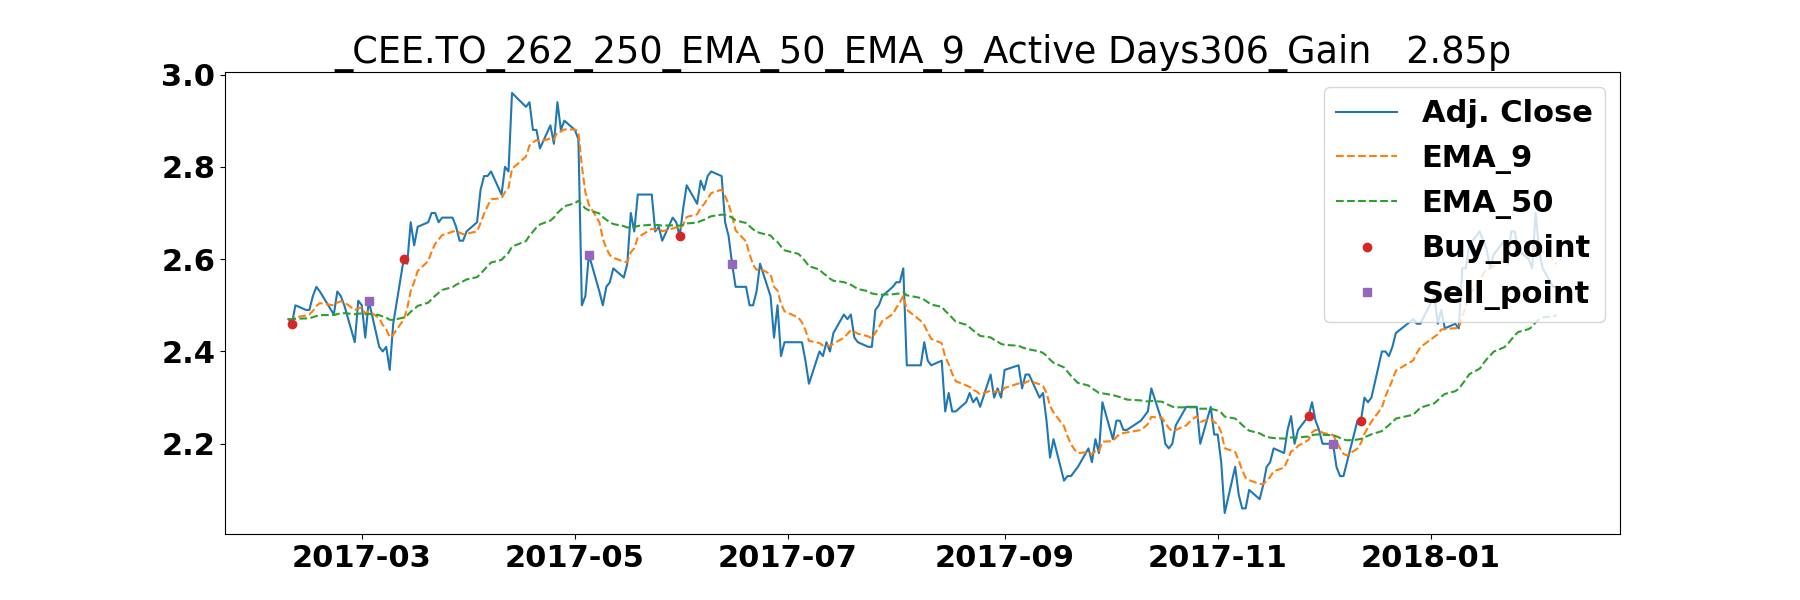 _CEE.TO_262_250_EMA_50_EMA_9_Active Days306_Gain   2.85p
3.0
2.8
2.6
2.4
2.2
Adj. Close
EMA_9
EMA_50
Buy_point
Sell_point
2017-03 2017-05 2017-07 2017-09 2017-11 2018-01